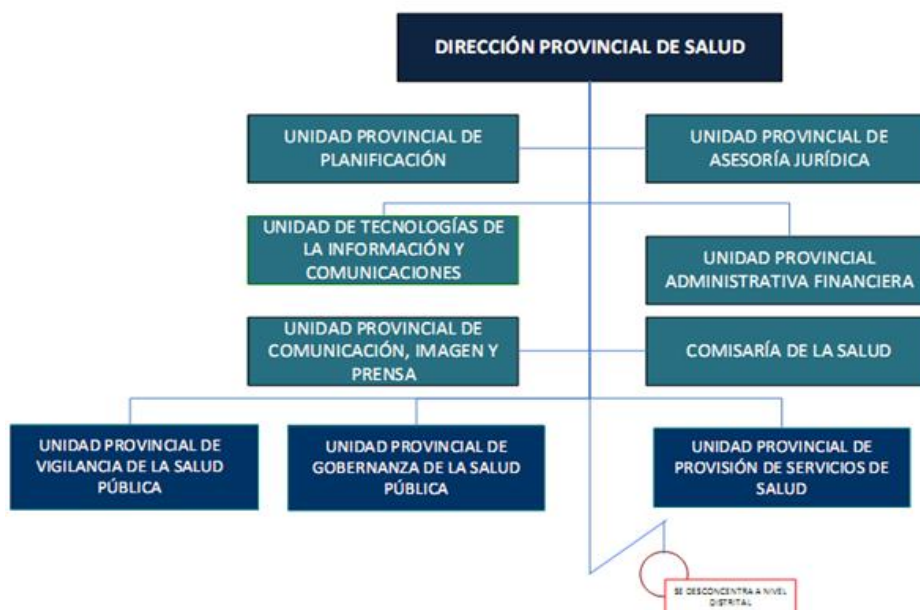 DIRECCIÓN PROVINCIAL DE SALUD
UNIDAD PROVINCIAL DE
PLANIFICACIÓN
UNIDAD PROVINCIAL DE
ASESORÍA JURÍDICA
UNIDAD DE TECNOLOGÍAS DE
LA INFORMACIÓN Y
COMUNICACIONES
UNIDAD PROVINCIAL
ADMINISTRATIVA FINANCIERA
UNIDAD PROVINCIAL DE
COMUNICACIÓN, IMAGEN Y
PRENSA
COMISARÍA DE LA SALUD
UNIDAD PROVINCIAL DE
VIGILANCIA DE LA SALUD
PÚBLICA
UNIDAD PROVINCIAL DE
GOBERNANZA DE LA SALUD
PÚBLICA
UNIDAD PROVINCIAL DE
PROVISIÓN DE SERVICIOS DE
SALUD
SE DESCONCENTRA A NIVEL
DISTRITAL